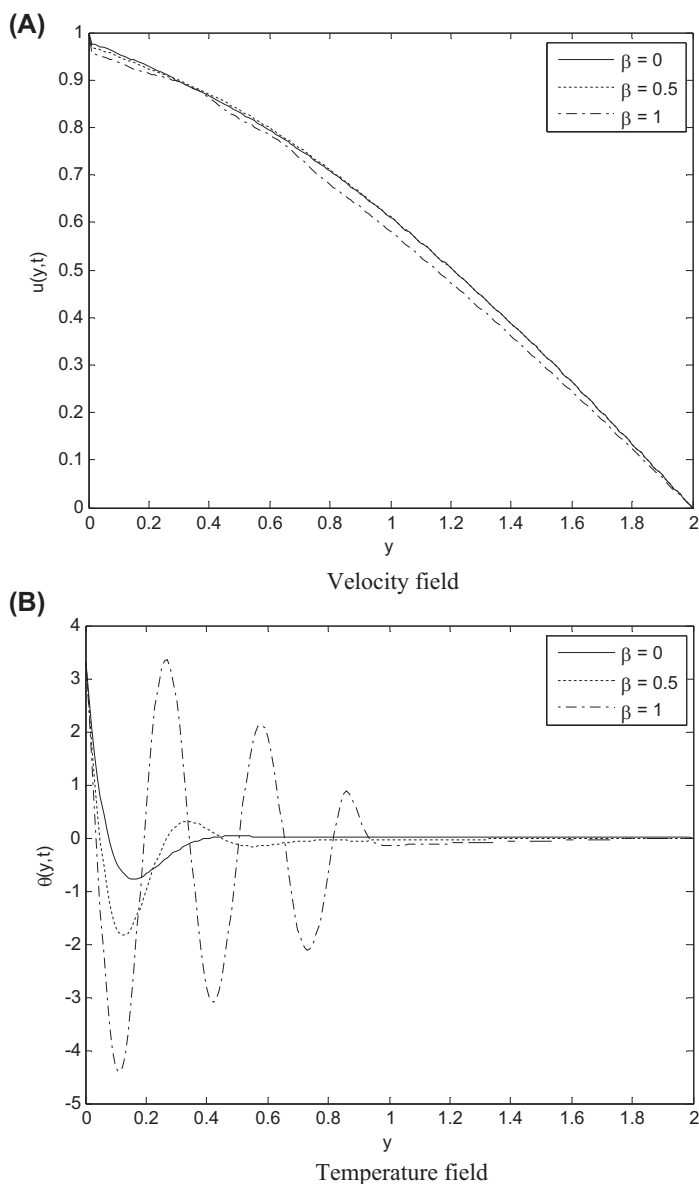 (A)
1
0.9
0.8
0.7
0.6
0.5
0.4
0.3
0.2
0.1
0
u(y,t)
β = 0
β = 0.5
β = 1
0 0.2 0.4 0.6 0.8 1 1.2 1.4 1.6 1.8 2
y
Velocity field
(B)
4
3
2
1
0
-1
-2
-3
-4
-5
θ(y,t)
β = 0
β = 0.5
β = 1
0 0.2 0.4 0.6 0.8 1 1.2 1.4 1.6 1.8 2
y
Temperature field